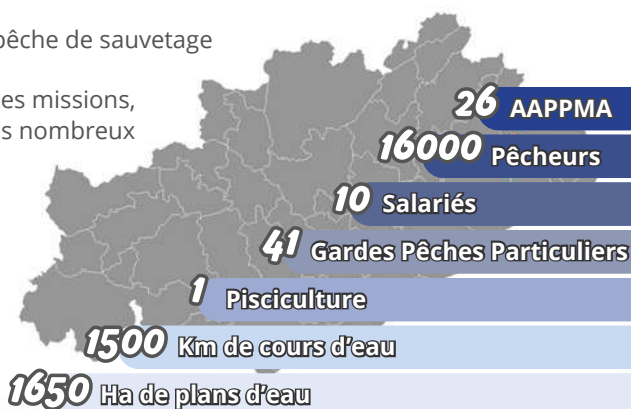 pêche de sauvetage
es missions,
s nombreux
26 AAPPMA
16000 Pêcheurs
10 Salariés
41 Gardes Pêches Particuliers
1 Pisciculture
1500 Km de cours d'eau
1650 Ha de plans d'eau